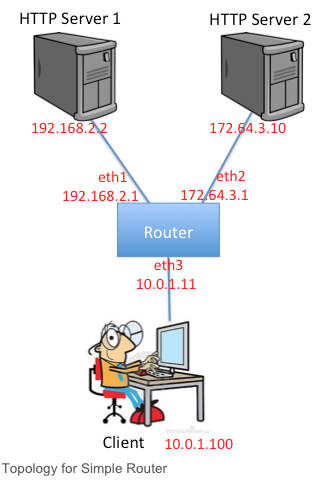 HTTP Server 1
HTTP Server 2
192.168.2.2
172.64.3.10
eth1
eth2
192.168.2.1
172.64.3.1
Router
eth3
10.0.1.11
Client
10.0.1.100
Topology for Simple Router